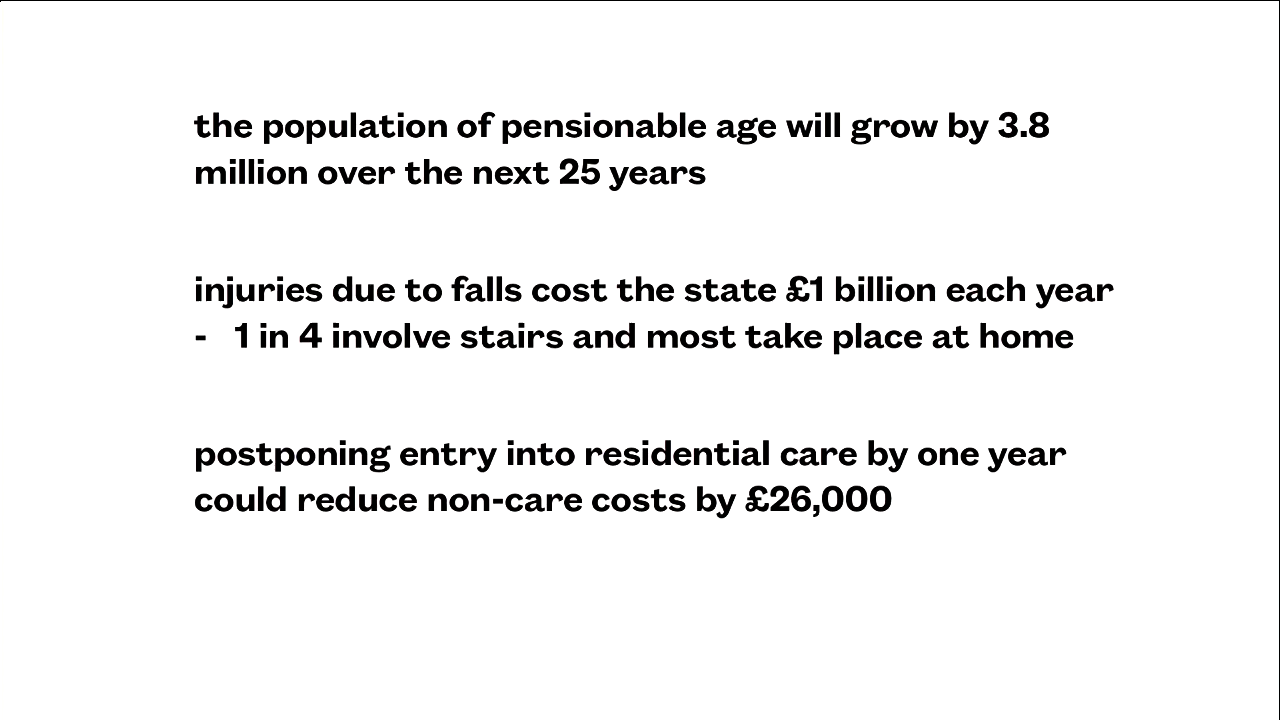 the population of pensionable age will grow by 3.8
million over the next 25 years
injuries due to falls cost the state £1 billion each year
- 1 in 4 involve stairs and most take place at home
postponing entry into residential care by one year
could reduce non-care costs by £26,000